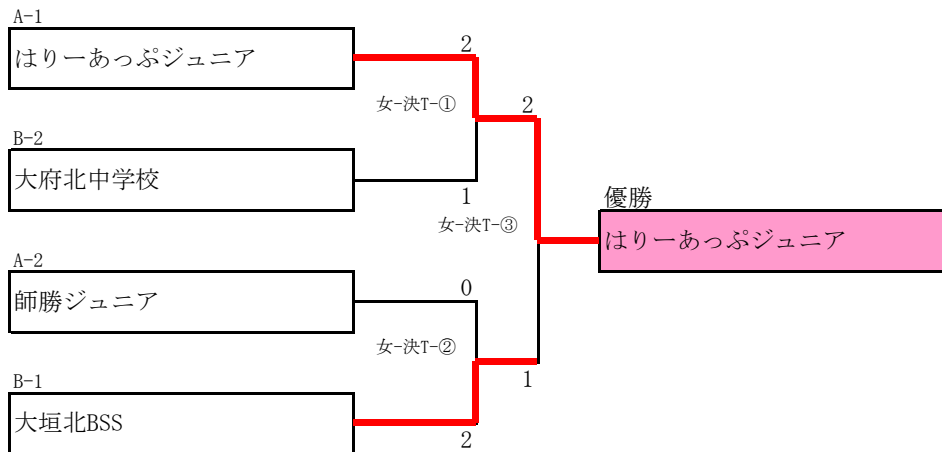 A-1
はりーあっぷジュニア
2
女-決T-①
2
B-2
大府北中学校
1
女-決T-③
優勝
はりーあっぷジュニア
A-2
師勝ジュニア
0
女-決T-②
1
B-1
大垣北BSS
2